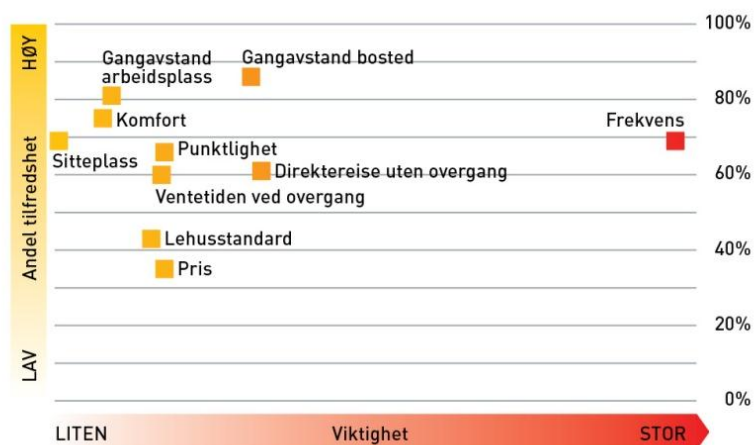 100%
HØY
Gangavstand
arbeidsplass
Gangavstand bosted
80%
Komfort
Frekvens
Sitteplass
Punktlighet
Andel tilfredshet
Direktereise uten overgang
60%
Ventetiden ved overgang
Lehusstandard
40%
Pris
20%
LAV
0%
LITEN
Viktighet
STOR